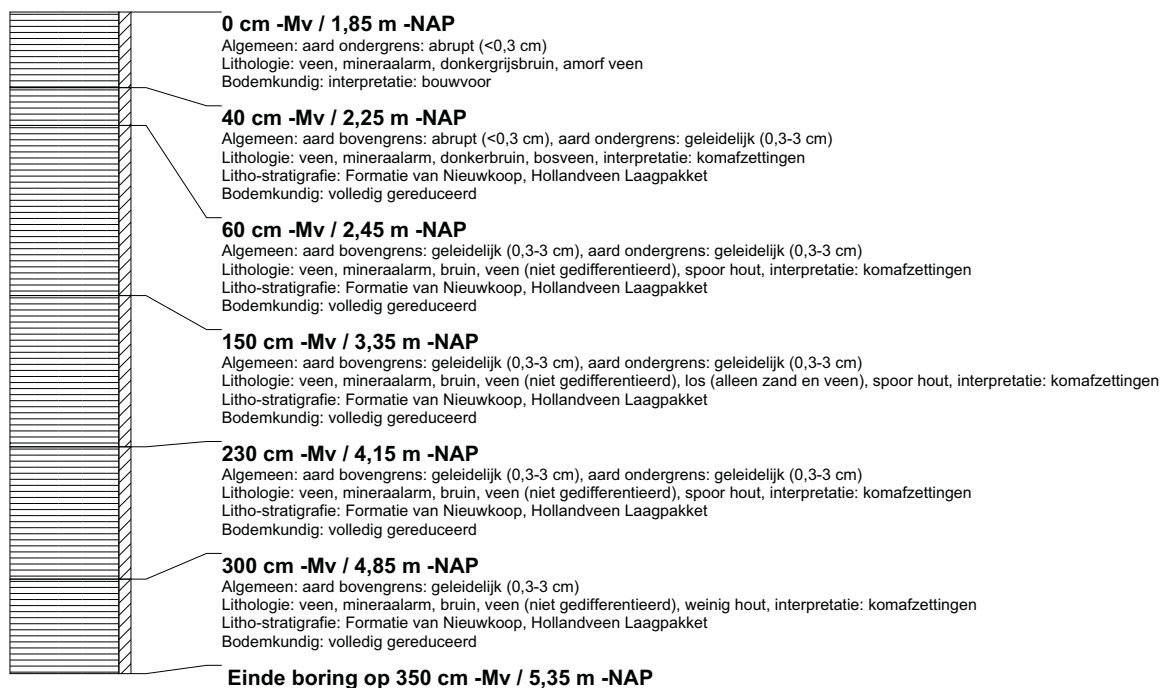 0 cm -Mv / 1,85 m -NAP
Algemeen: aard ondergrens: abrupt (<0,3 cm)
Lithologie: veen, mineraalarm, donkergrijsbruin, amorf veen
Bodemkundig: interpretatie: bouwvoor
40 cm -Mv / 2,25 m -NAP
Algemeen: aard bovengrens: abrupt (<0,3 cm), aard ondergrens: geleidelijk (0,3-3 cm)
Lithologie: veen, mineraalarm, donkerbruin, bosveen, interpretatie: komafzettingen
Litho-stratigrafie: Formatie van Nieuwkoop, Hollandveen Laagpakket
Bodemkundig: volledig gereduceerd
60 cm -Mv / 2,45 m -NAP
Algemeen: aard bovengrens: geleidelijk (0,3-3 cm), aard ondergrens: geleidelijk (0,3-3 cm)
Lithologie: veen, mineraalarm, bruin, veen (niet gedifferentieerd), spoor hout, interpretatie: komafzettingen
Litho-stratigrafie: Formatie van Nieuwkoop, Hollandveen Laagpakket
Bodemkundig: volledig gereduceerd
150 cm -Mv / 3,35 m -NAP
Algemeen: aard bovengrens: geleidelijk (0,3-3 cm), aard ondergrens: geleidelijk (0,3-3 cm)
Lithologie: veen, mineraalarm, bruin, veen (niet gedifferentieerd), los (alleen zand en veen), spoor hout, interpretatie: komafzettingen
Litho-stratigrafie: Formatie van Nieuwkoop, Hollandveen Laagpakket
Bodemkundig: volledig gereduceerd
230 cm -Mv / 4,15 m -NAP
Algemeen: aard bovengrens: geleidelijk (0,3-3 cm), aard ondergrens: geleidelijk (0,3-3 cm)
Lithologie: veen, mineraalarm, bruin, veen (niet gedifferentieerd), spoor hout, interpretatie: komafzettingen
Litho-stratigrafie: Formatie van Nieuwkoop, Hollandveen Laagpakket
Bodemkundig: volledig gereduceerd
300 cm -Mv / 4,85 m -NAP
Algemeen: aard bovengrens: geleidelijk (0,3-3 cm)
Lithologie: veen, mineraalarm, bruin, veen (niet gedifferentieerd), weinig hout, interpretatie: komafzettingen
Litho-stratigrafie: Formatie van Nieuwkoop, Hollandveen Laagpakket
Bodemkundig: volledig gereduceerd
Einde boring op 350 cm -Mv / 5,35 m -NAP